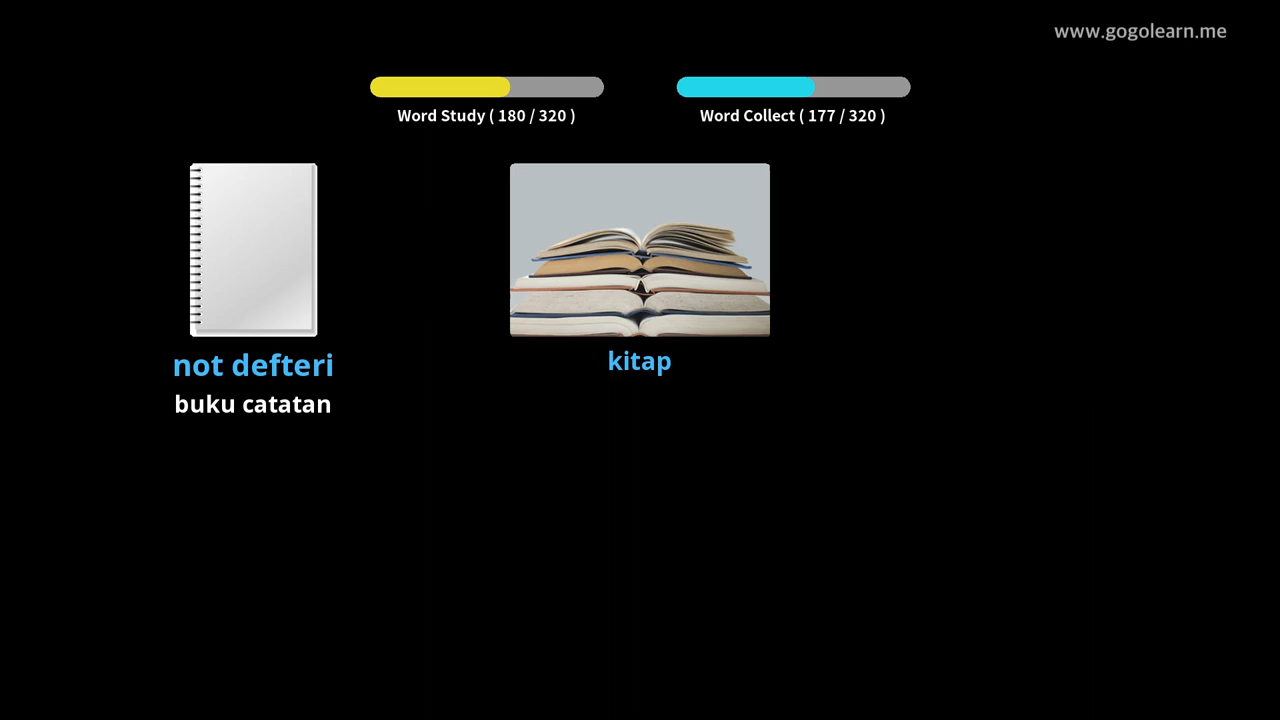 www.gogolearn.me
Word Study ( 180 / 320 )
Word Collect ( 177 / 320 )
not defteri
buku catatan
kitap